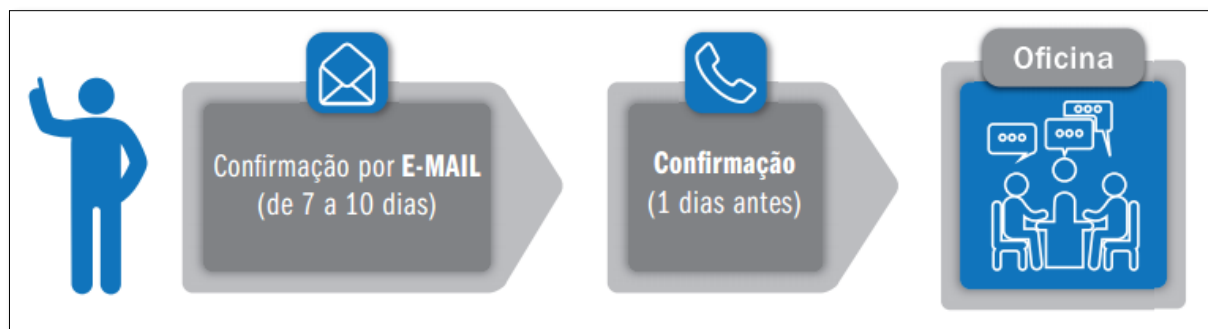 Confirmação por E-MAIL
(de 7 a 10 dias)
Confirmação
(1 dias antes)
Oficina